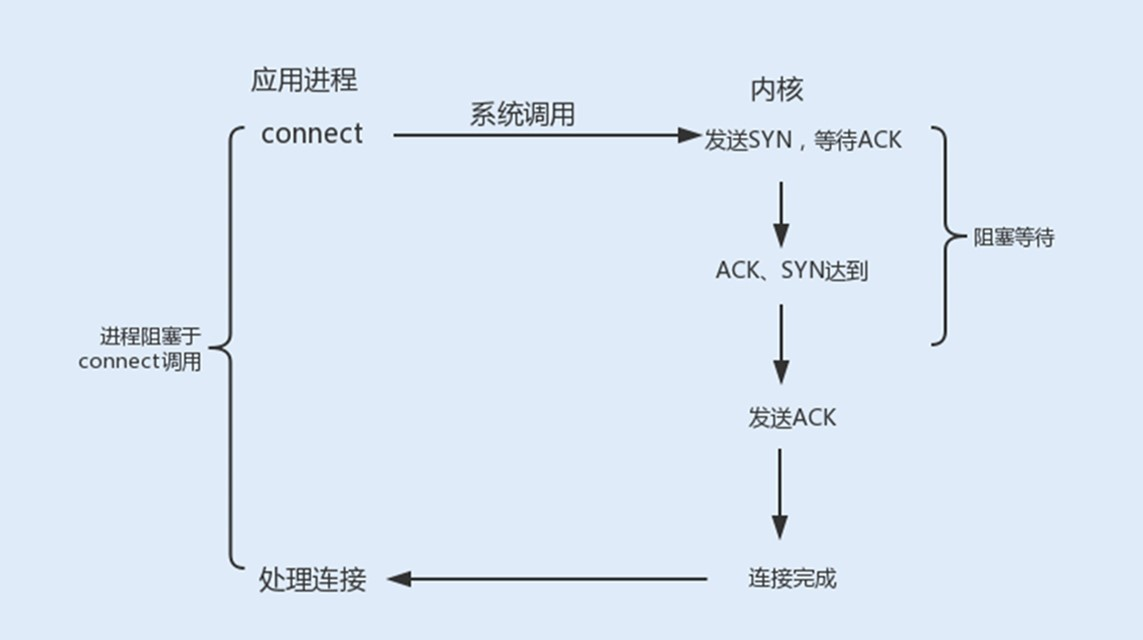 应用进程
内核
connect
系统调用
发送SYN，等待ACK
阻塞等待
ACK、SYN达到
进程阻塞于
connect调用
发送ACK
处理连接
连接完成